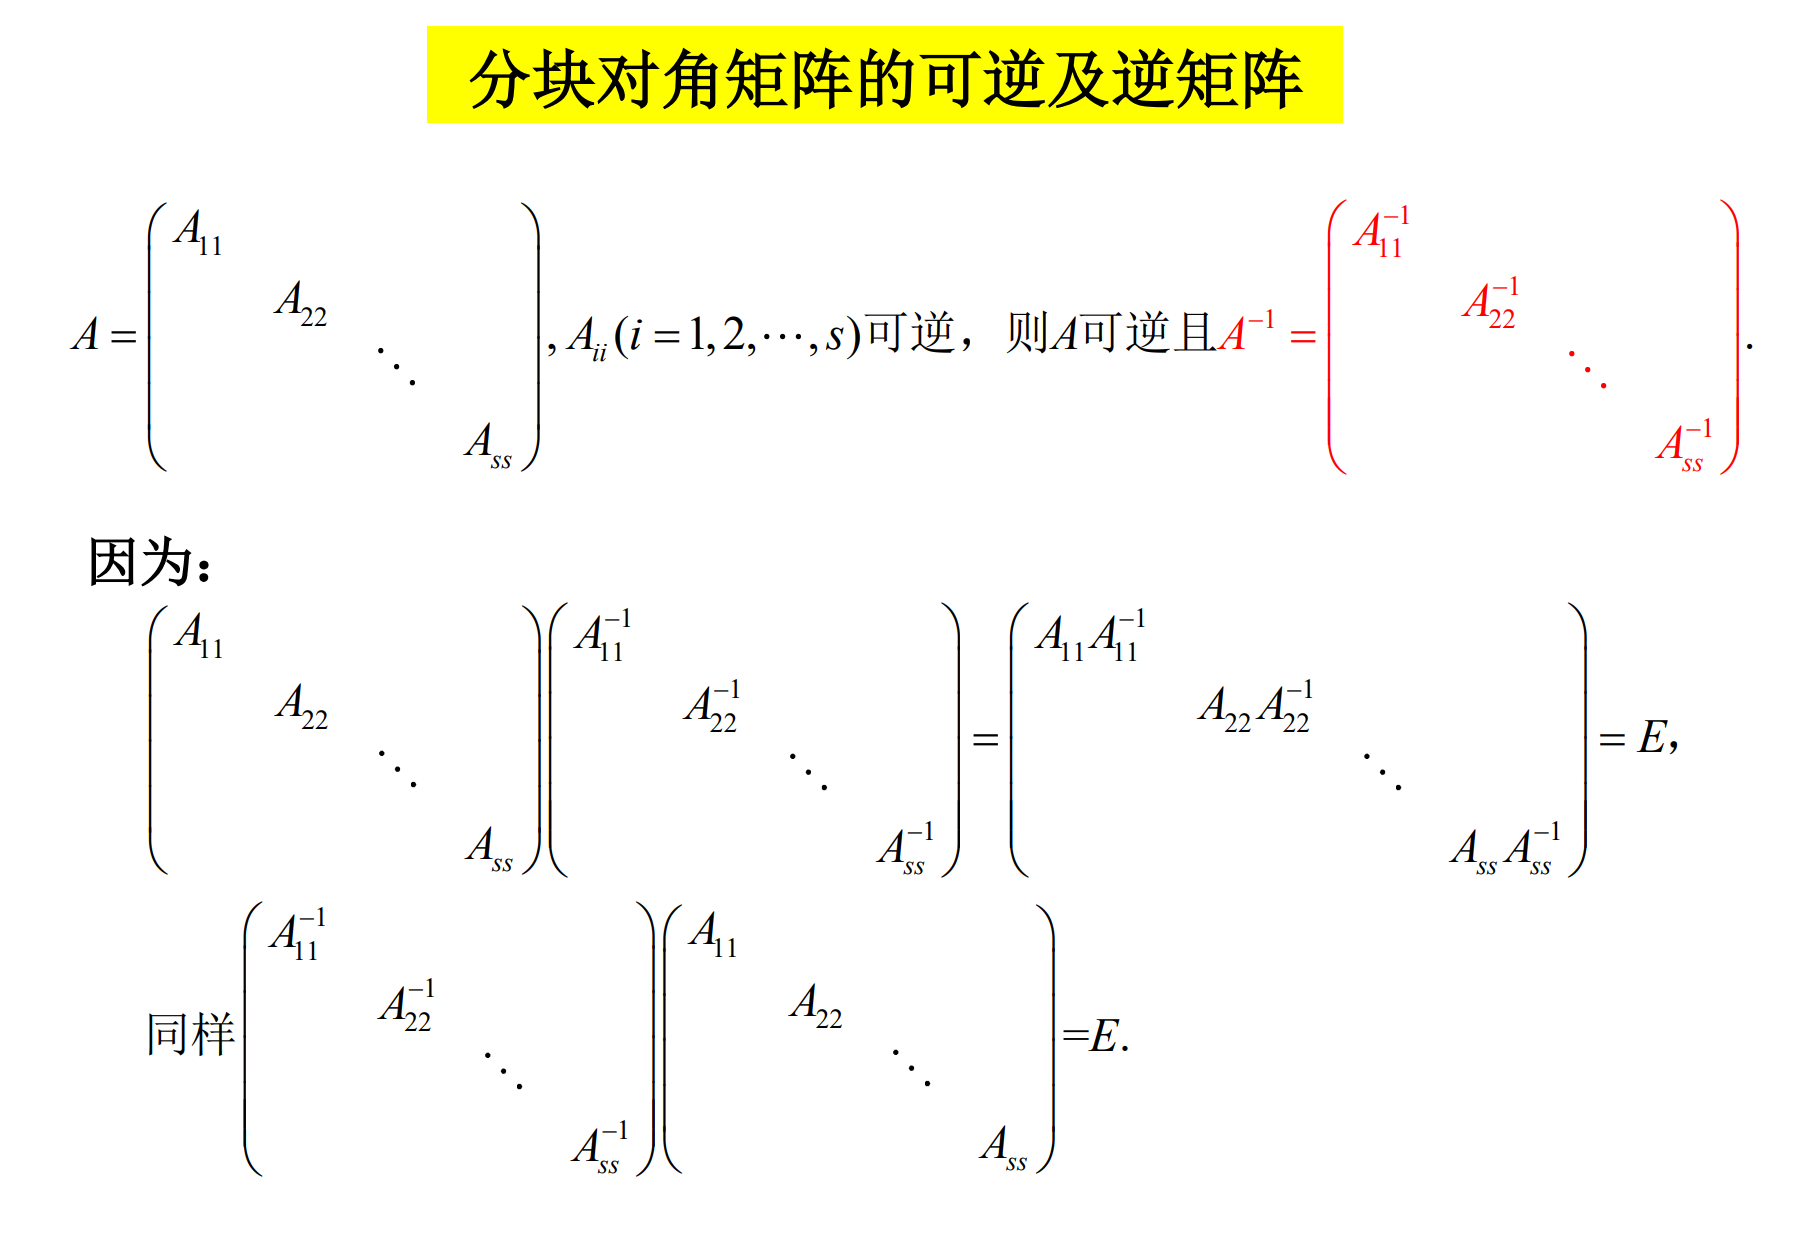 分块对角矩阵的可逆及逆矩阵
$A = \begin{pmatrix} A_{11} & & & \\ & A_{22} & & \\ & & \ddots & \\ & & & A_{ss} \end{pmatrix}, A_{ii}(i=1,2,\cdots,s)$可逆，则$A$可逆且$A^{-1} = \begin{pmatrix} A_{11}^{-1} & & & \\ & A_{22}^{-1} & & \\ & & \ddots & \\ & & & A_{ss}^{-1} \end{pmatrix}.$
因为：
$\begin{pmatrix} A_{11} & & & \\ & A_{22} & & \\ & & \ddots & \\ & & & A_{ss} \end{pmatrix} \begin{pmatrix} A_{11}^{-1} & & & \\ & A_{22}^{-1} & & \\ & & \ddots & \\ & & & A_{ss}^{-1} \end{pmatrix} = \begin{pmatrix} A_{11}A_{11}^{-1} & & & \\ & A_{22}A_{22}^{-1} & & \\ & & \ddots & \\ & & & A_{ss}A_{ss}^{-1} \end{pmatrix} = E$，
同样$\begin{pmatrix} A_{11}^{-1} & & & \\ & A_{22}^{-1} & & \\ & & \ddots & \\ & & & A_{ss}^{-1} \end{pmatrix} \begin{pmatrix} A_{11} & & & \\ & A_{22} & & \\ & & \ddots & \\ & & & A_{ss} \end{pmatrix} = E.$